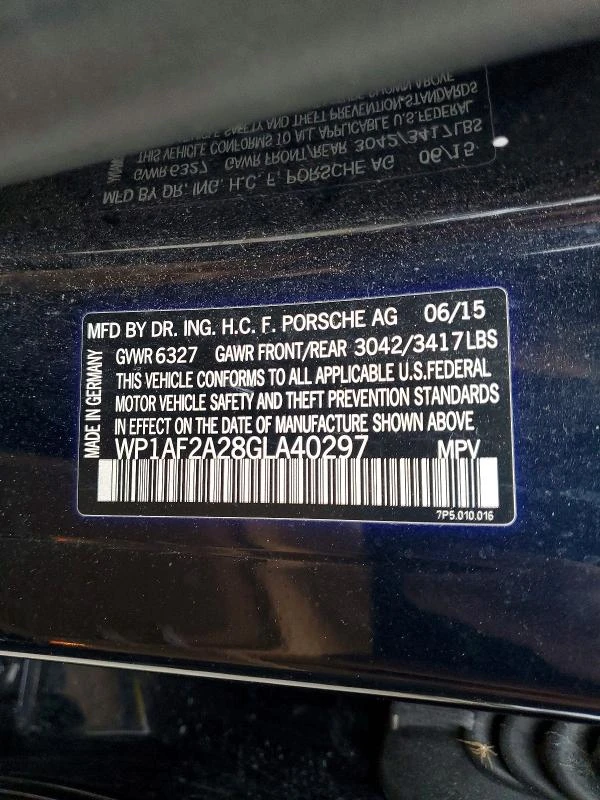 MFD BY DR. ING. H.C. F. PORSCHE AG 06/15
GVWR 6327 GAWR FRONT/REAR 3042/3417LBS
THIS VEHICLE CONFORMS TO ALL APPLICABLE U.S.FEDERAL
MOTOR VEHICLE SAFETY AND THEFT PREVENTION STANDARDS
IN EFFECT ON THE DATE OF MANUFACTURE SHOWN ABOVE
WP1AF2A28GLA40297 MPV
7P5.010.016
MADE IN GERMANY